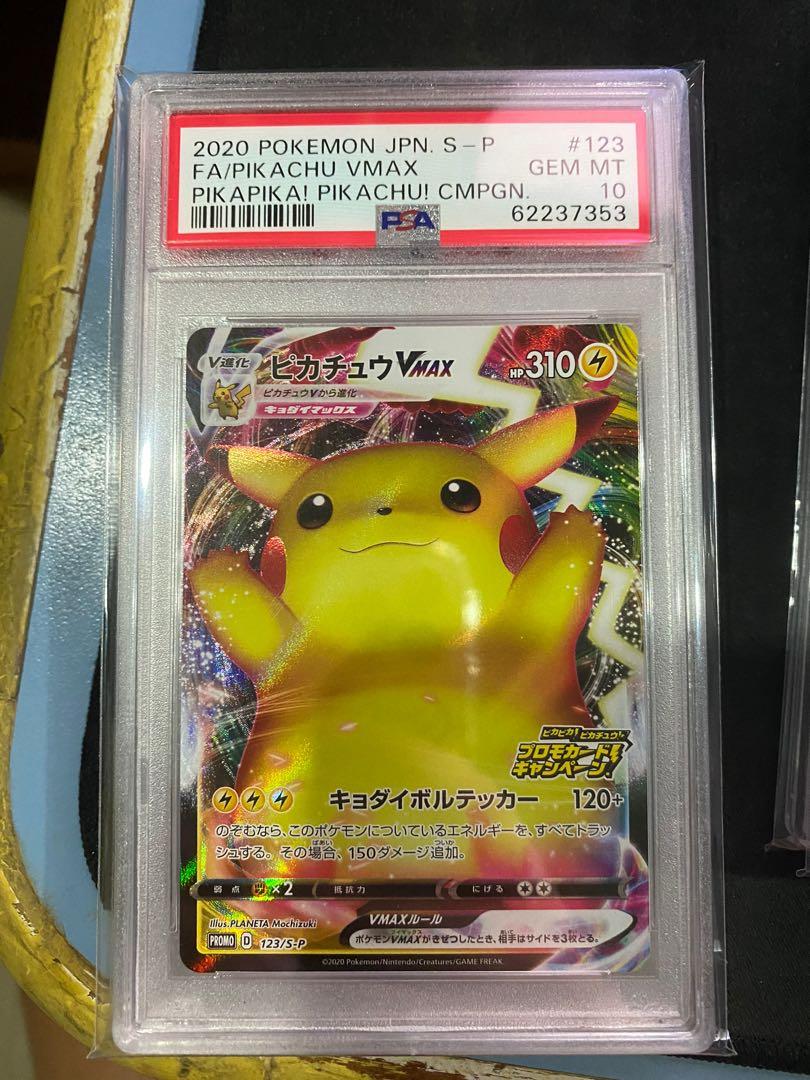 2020 POKEMON JPN. S-P #123
FA/PIKACHU VMAX GEM MT
PIKAPIKA! PIKACHU! CMPGN. 10
PSA 62237353
V進化 ピカチュウVMAX HP310
ピカチュウVから進化
キョダイマックス
ピカピカ! ピカチュウ!
プロモカード
キャンペーン!
キョダイボルテッカー 120+
のぞむなら、このポケモンについているエネルギーを、すべてトラッ
シュする。その場合、150ダメージ追加。
弱点 ×2 抵抗力 にげる
Illus.PLANETA Mochizuki VMAXルール
PROMO D 123/S-P ポケモンVMAXがきぜつしたとき、相手はサイドを3枚とる。
©2020 Pokémon/Nintendo/Creatures/GAME FREAK.